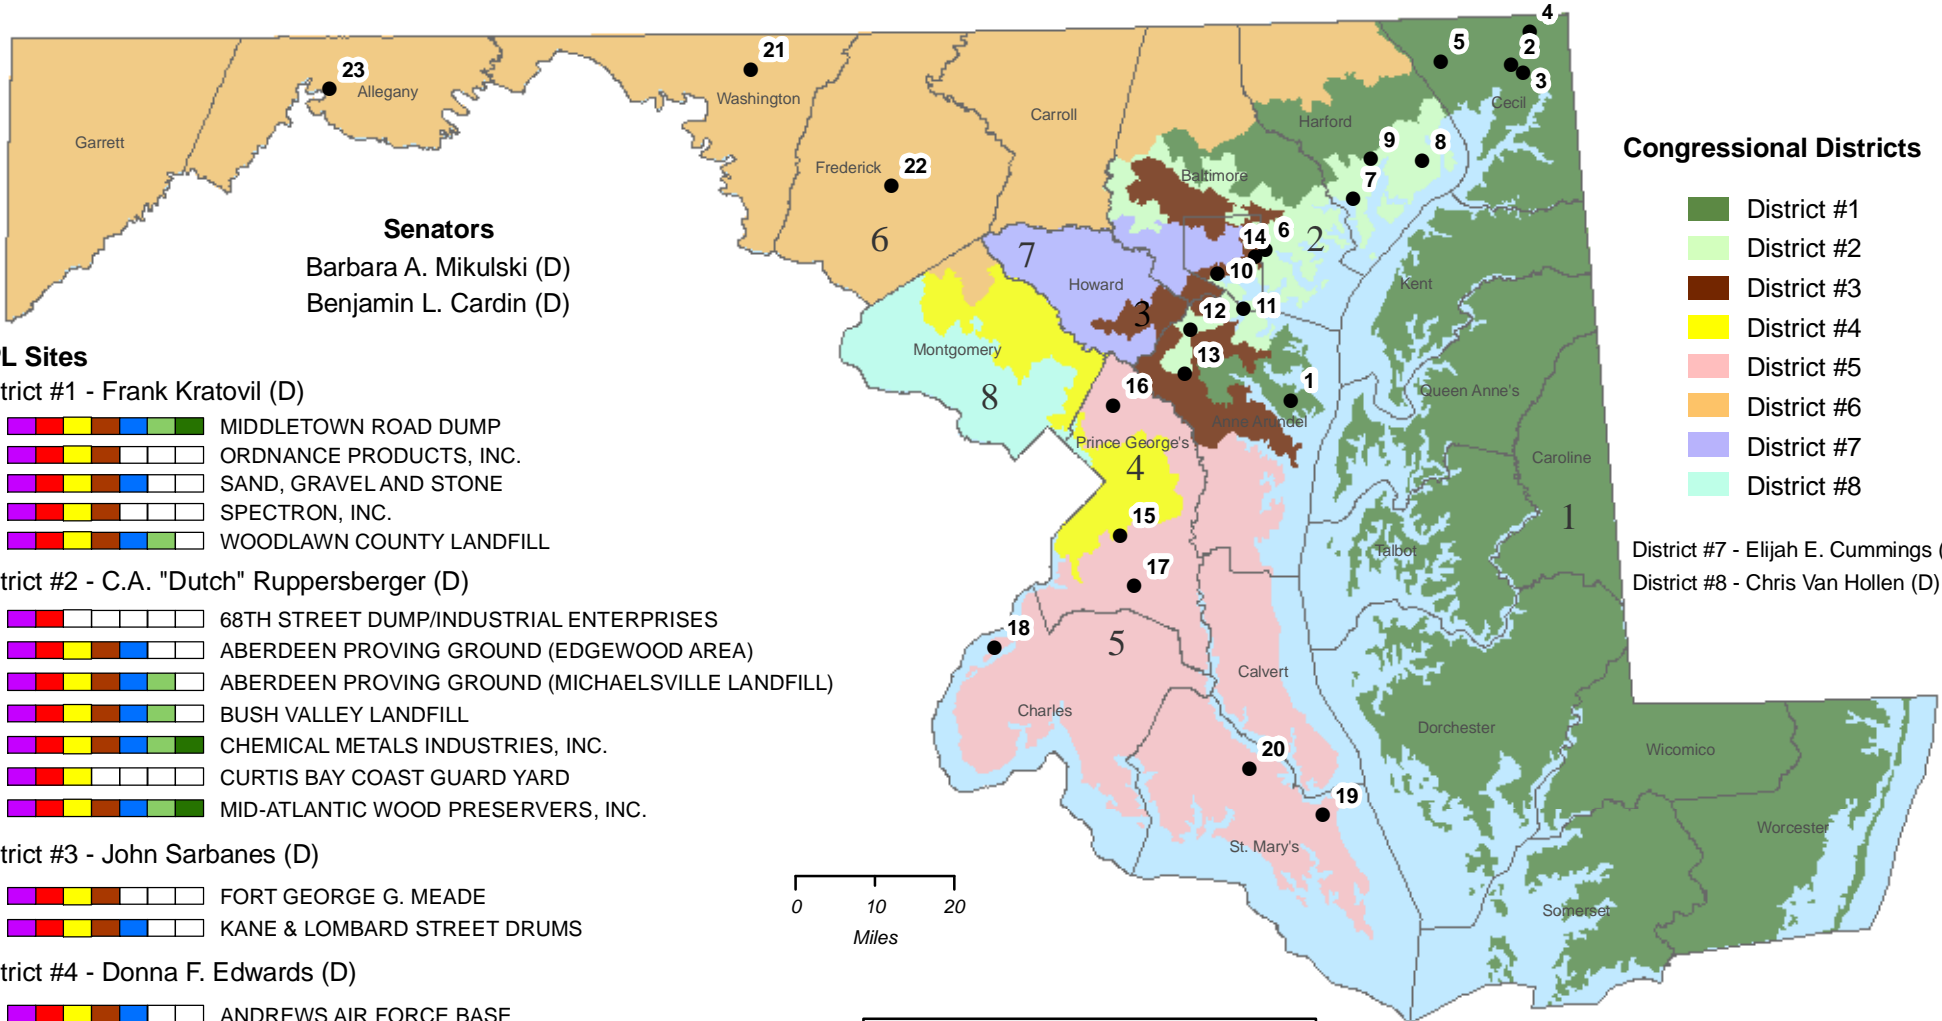 4
5
2
3
21
23
Allegany
Washington
Cecil
Carroll
Harford
Garrett
9
8
Congressional Districts
22
Frederick
Baltimore
7
District #1
Senators
6
2
14
6
7
District #2
Barbara A. Mikulski (D)
10
Howard
Kent
District #3
Benjamin L. Cardin (D)
3
12
11
District #4
L Sites
Montgomery
13
District #5
trict #1 - Frank Kratovil (D)
16
1
Queen Anne's
8
District #6
MIDDLETOWN ROAD DUMP
Anne Arundel
Prince George's
District #7
ORDNANCE PRODUCTS, INC.
4
Caroline
SAND, GRAVEL AND STONE
District #8
SPECTRON, INC.
15
1
WOODLAWN COUNTY LANDFILL
Talbot
District #7 - Elijah E. Cummings (
17
trict #2 - C.A. "Dutch" Ruppersberger (D)
District #8 - Chris Van Hollen (D)
68TH STREET DUMP/INDUSTRIAL ENTERPRISES
18
ABERDEEN PROVING GROUND (EDGEWOOD AREA)
5
ABERDEEN PROVING GROUND (MICHAELSVILLE LANDFILL)
Calvert
BUSH VALLEY LANDFILL
Charles
Dorchester
CHEMICAL METALS INDUSTRIES, INC.
20
Wicomico
CURTIS BAY COAST GUARD YARD
19
MID-ATLANTIC WOOD PRESERVERS, INC.
Worcester
trict #3 - John Sarbanes (D)
St. Mary's
FORT GEORGE G. MEADE
0 10 20
Somerset
KANE & LOMBARD STREET DRUMS
Miles
trict #4 - Donna F. Edwards (D)
ANDREWS AIR FORCE BASE